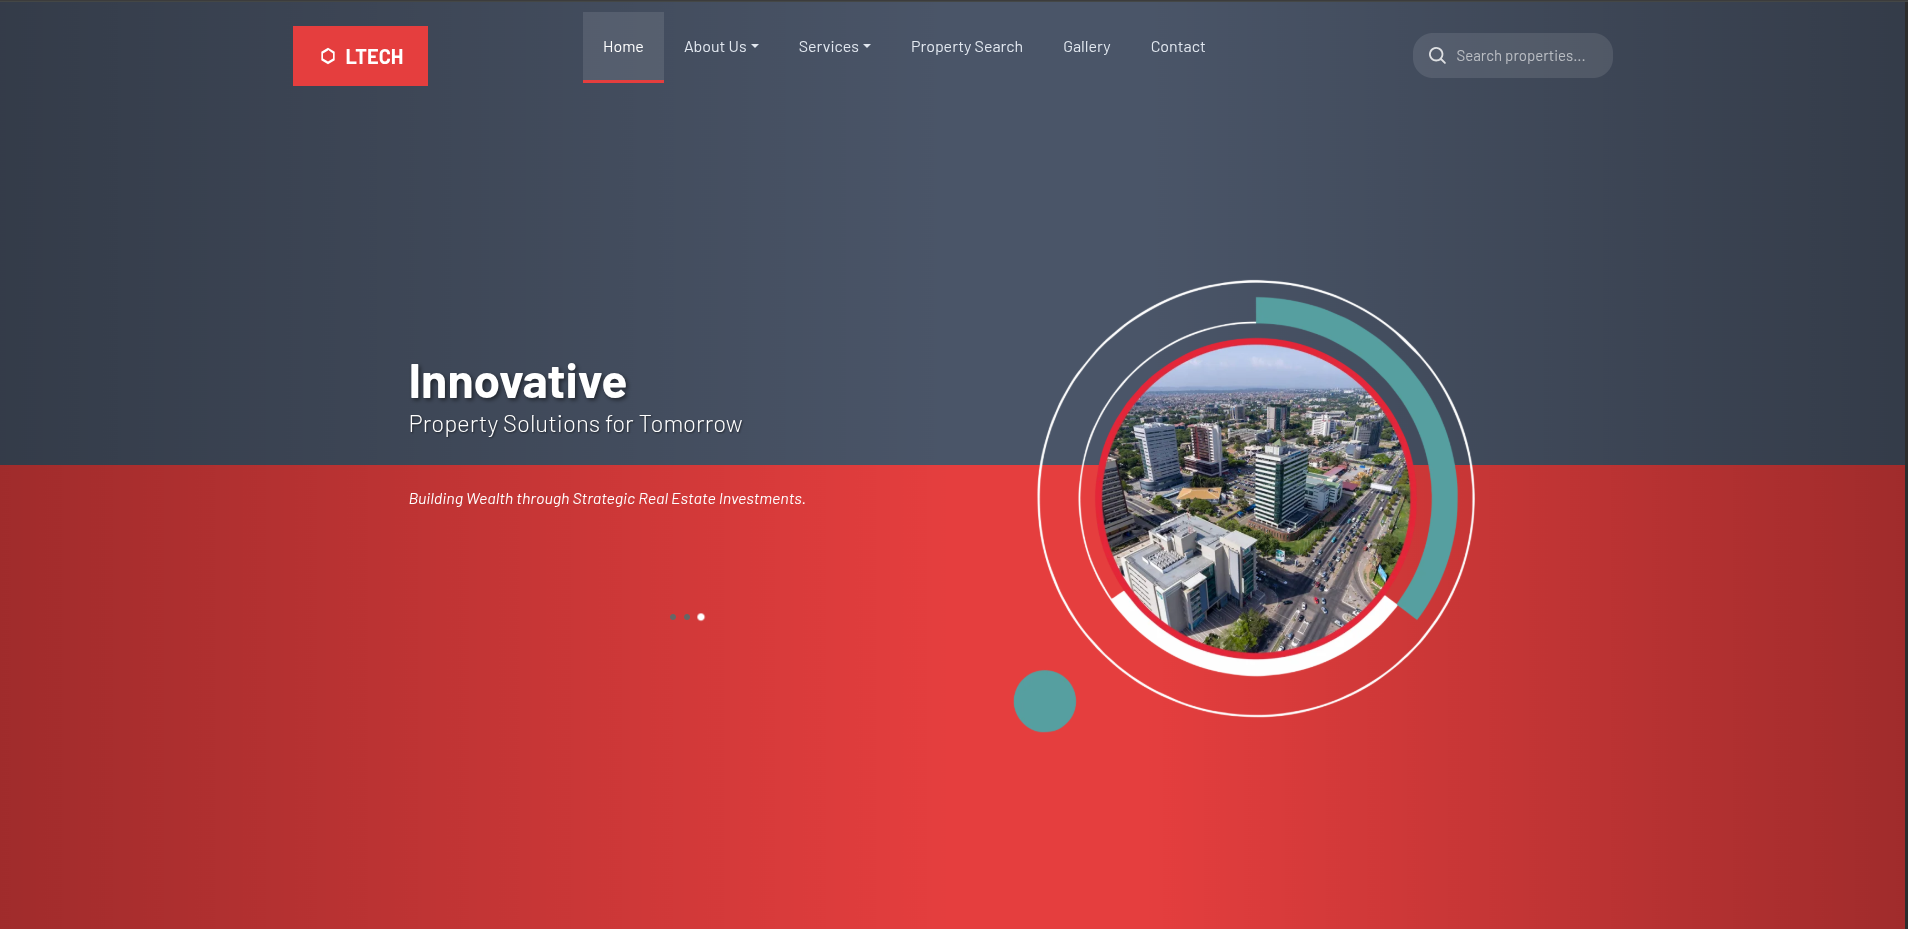 LTECH
Home
About Us
Services
Property Search
Gallery
Contact
Search properties...
Innovative
Property Solutions for Tomorrow
Building Wealth through Strategic Real Estate Investments.